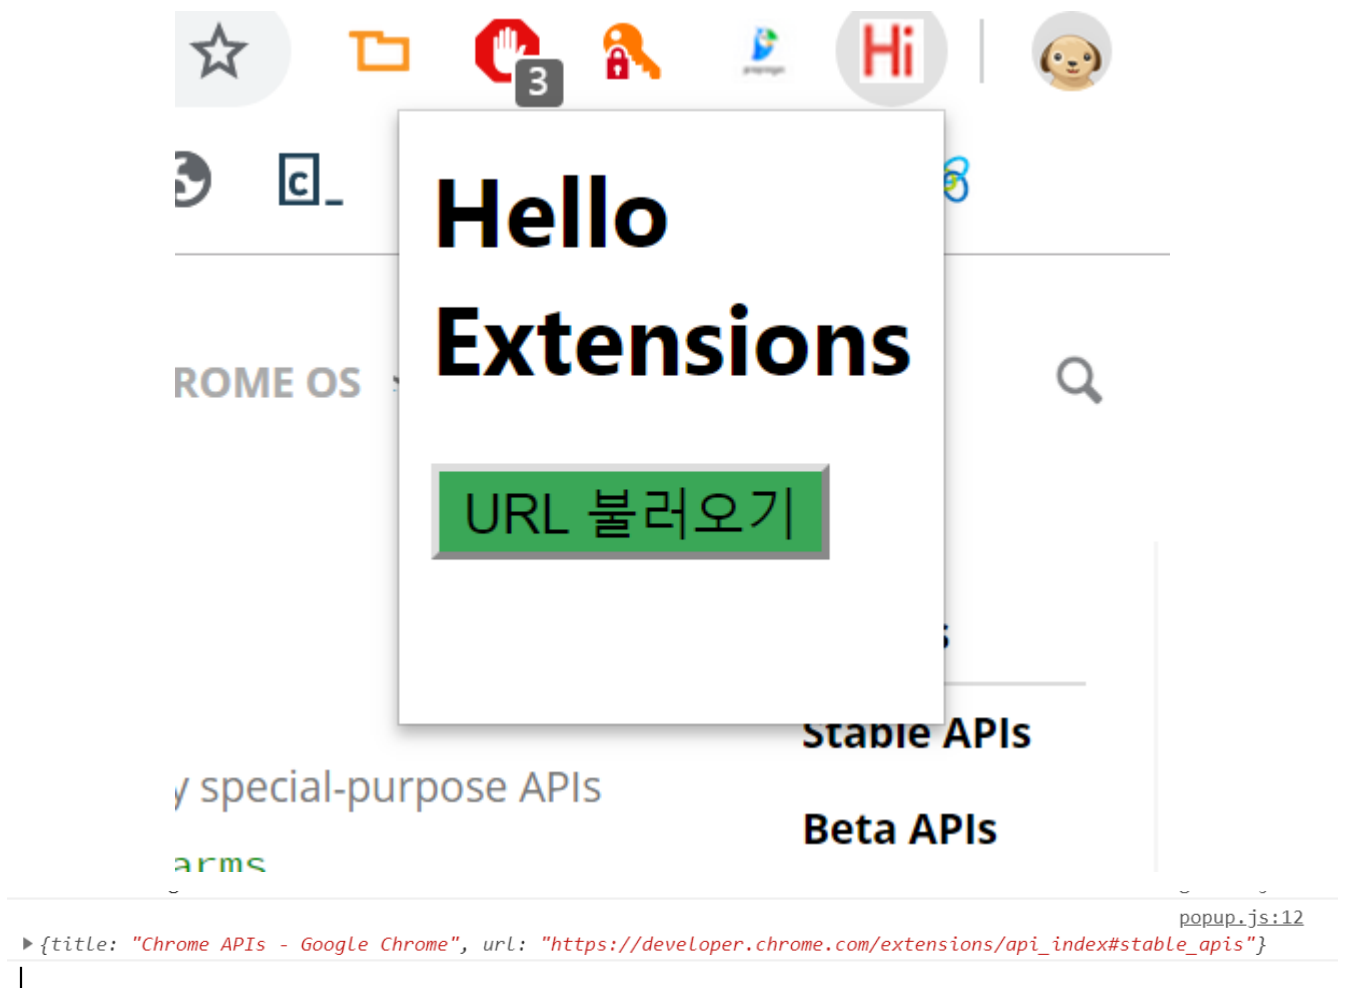 Hi
3
c_
Hello
Extensions
ROME OS
URL 불러오기
s
Stable APIs
y special-purpose APIs
Beta APIs
arms
popup.js:12
{title: "Chrome APIs - Google Chrome", url: "https://developer.chrome.com/extensions/api_index#stable_apis"}